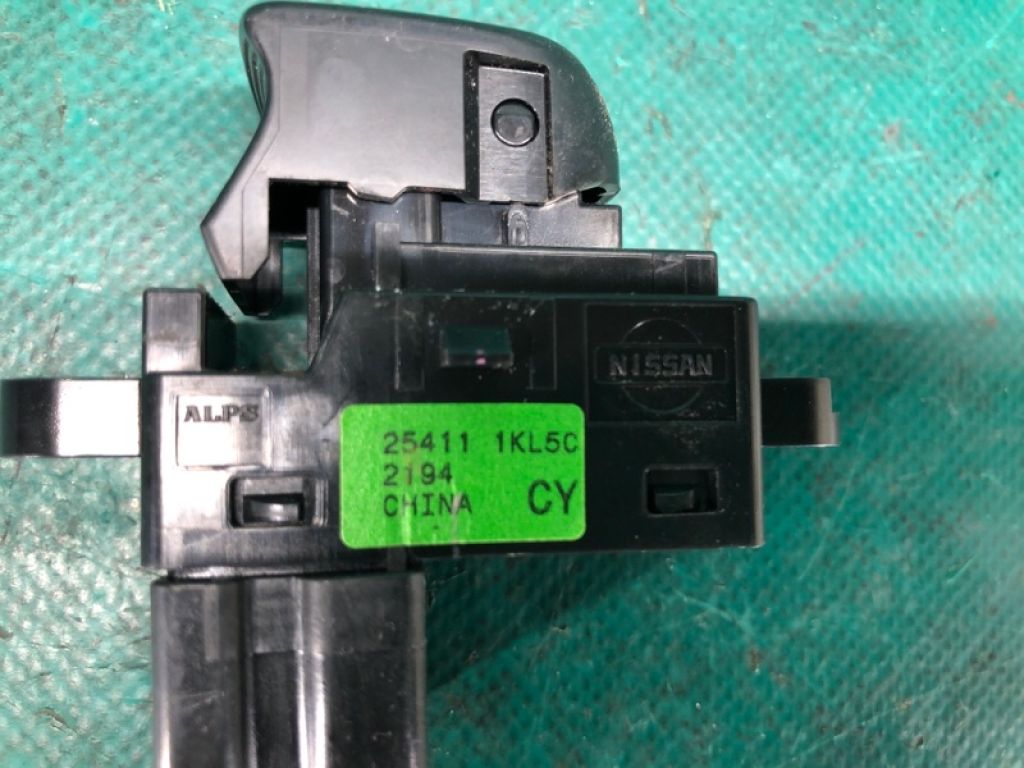 NISSAN
ALPS
25411 1KL5C
2194
CHINA CY